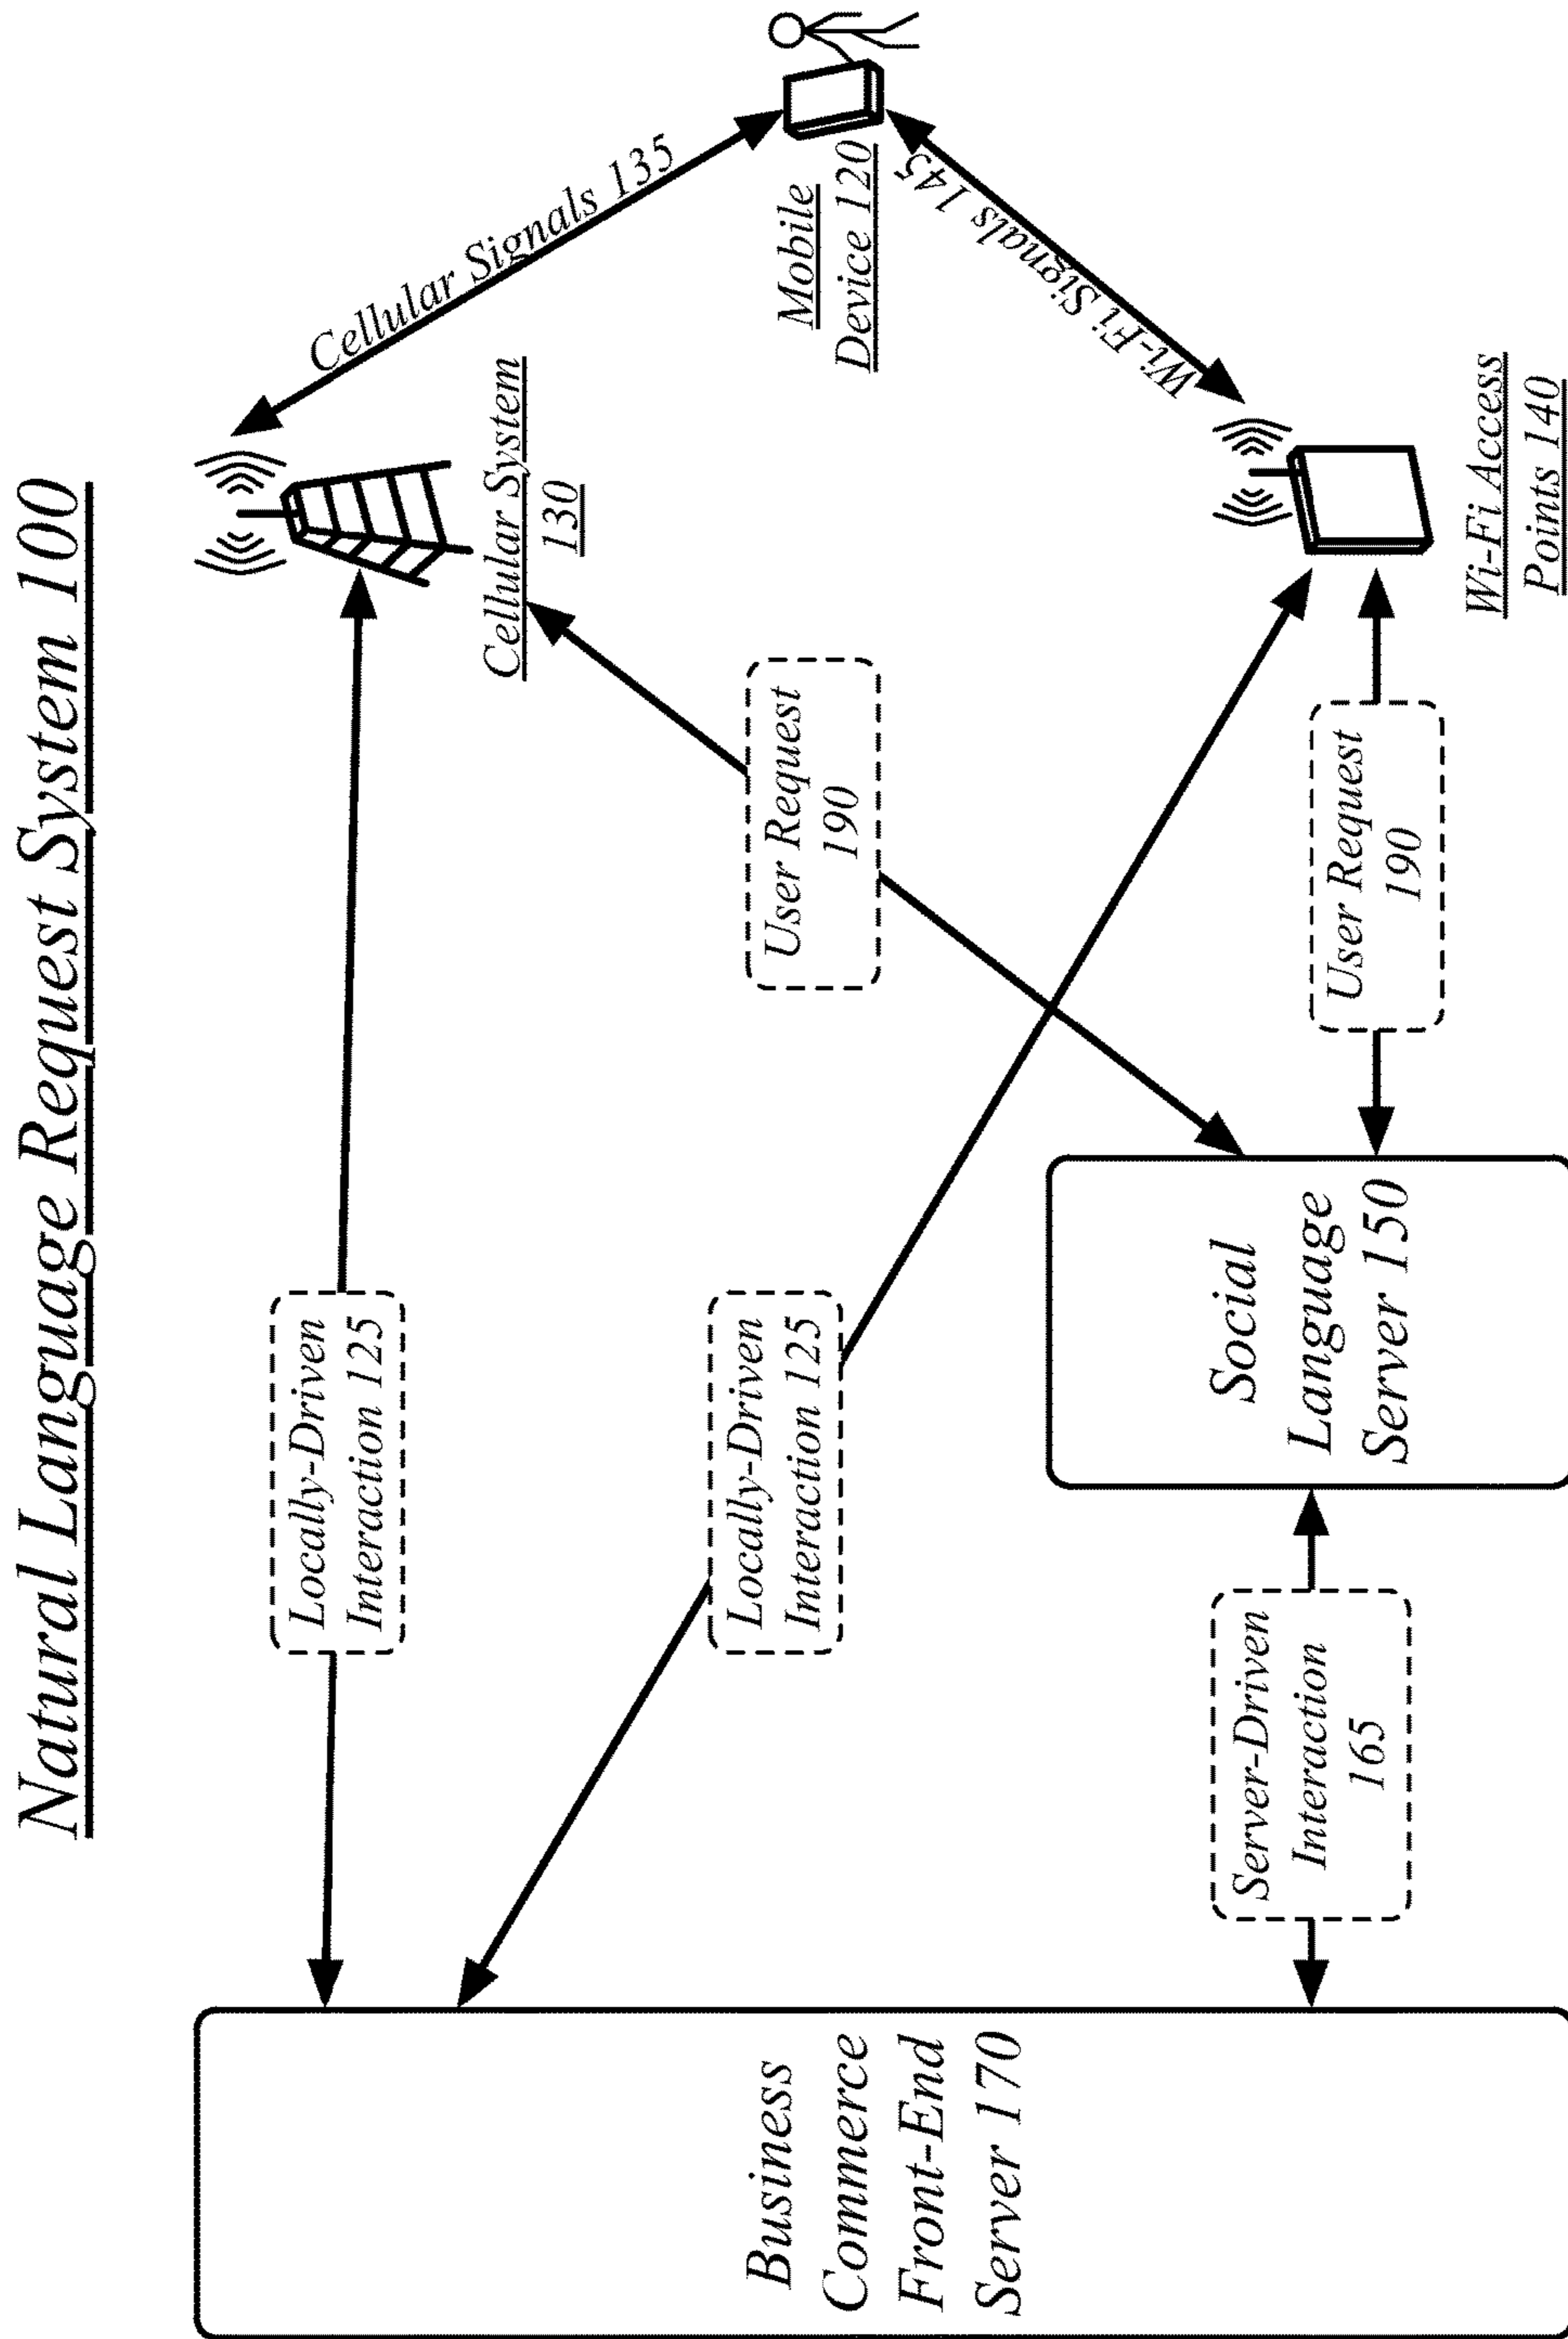 Natural Language Request System 100
Cellular Signals 135
Mobile
Device 120
Wi-Fi Signals 145
Cellular System
130
Wi-Fi Access
Points 140
User Request
190
User Request
190
Locally-Driven
Interaction 125
Locally-Driven
Interaction 125
Social
Language
Server 150
Server-Driven
Interaction
165
Business
Commerce
Front-End
Server 170